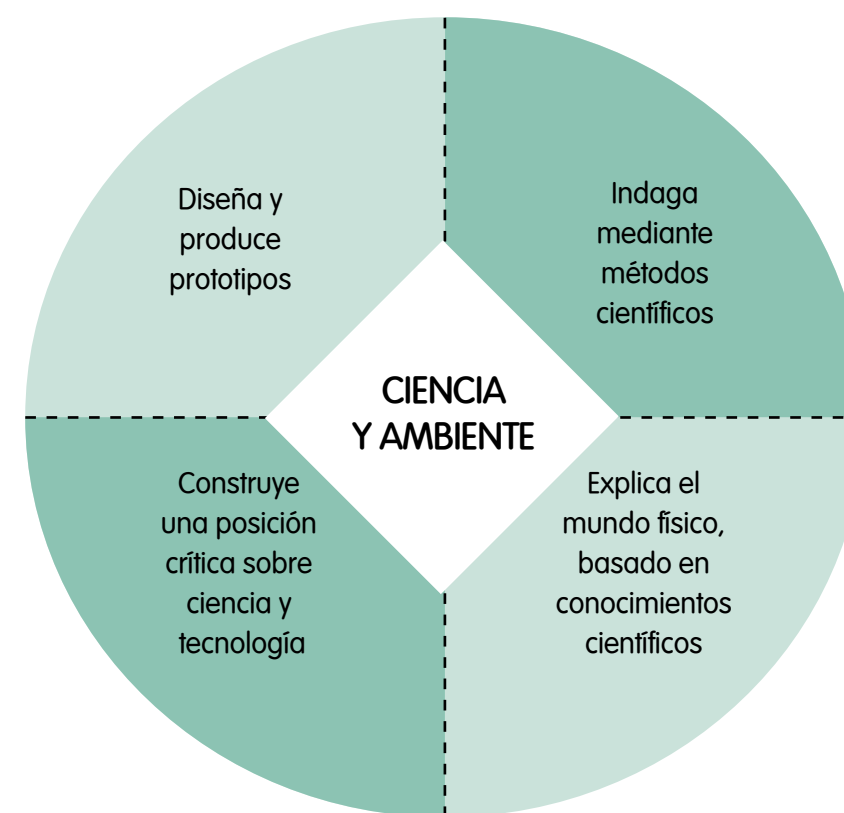 Diseña y
produce
prototipos
Indaga
mediante
métodos
científicos
CIENCIA
Y AMBIENTE
Construye
una posición
crítica sobre
ciencia y
tecnología
Explica el
mundo físico,
basado en
conocimientos
científicos